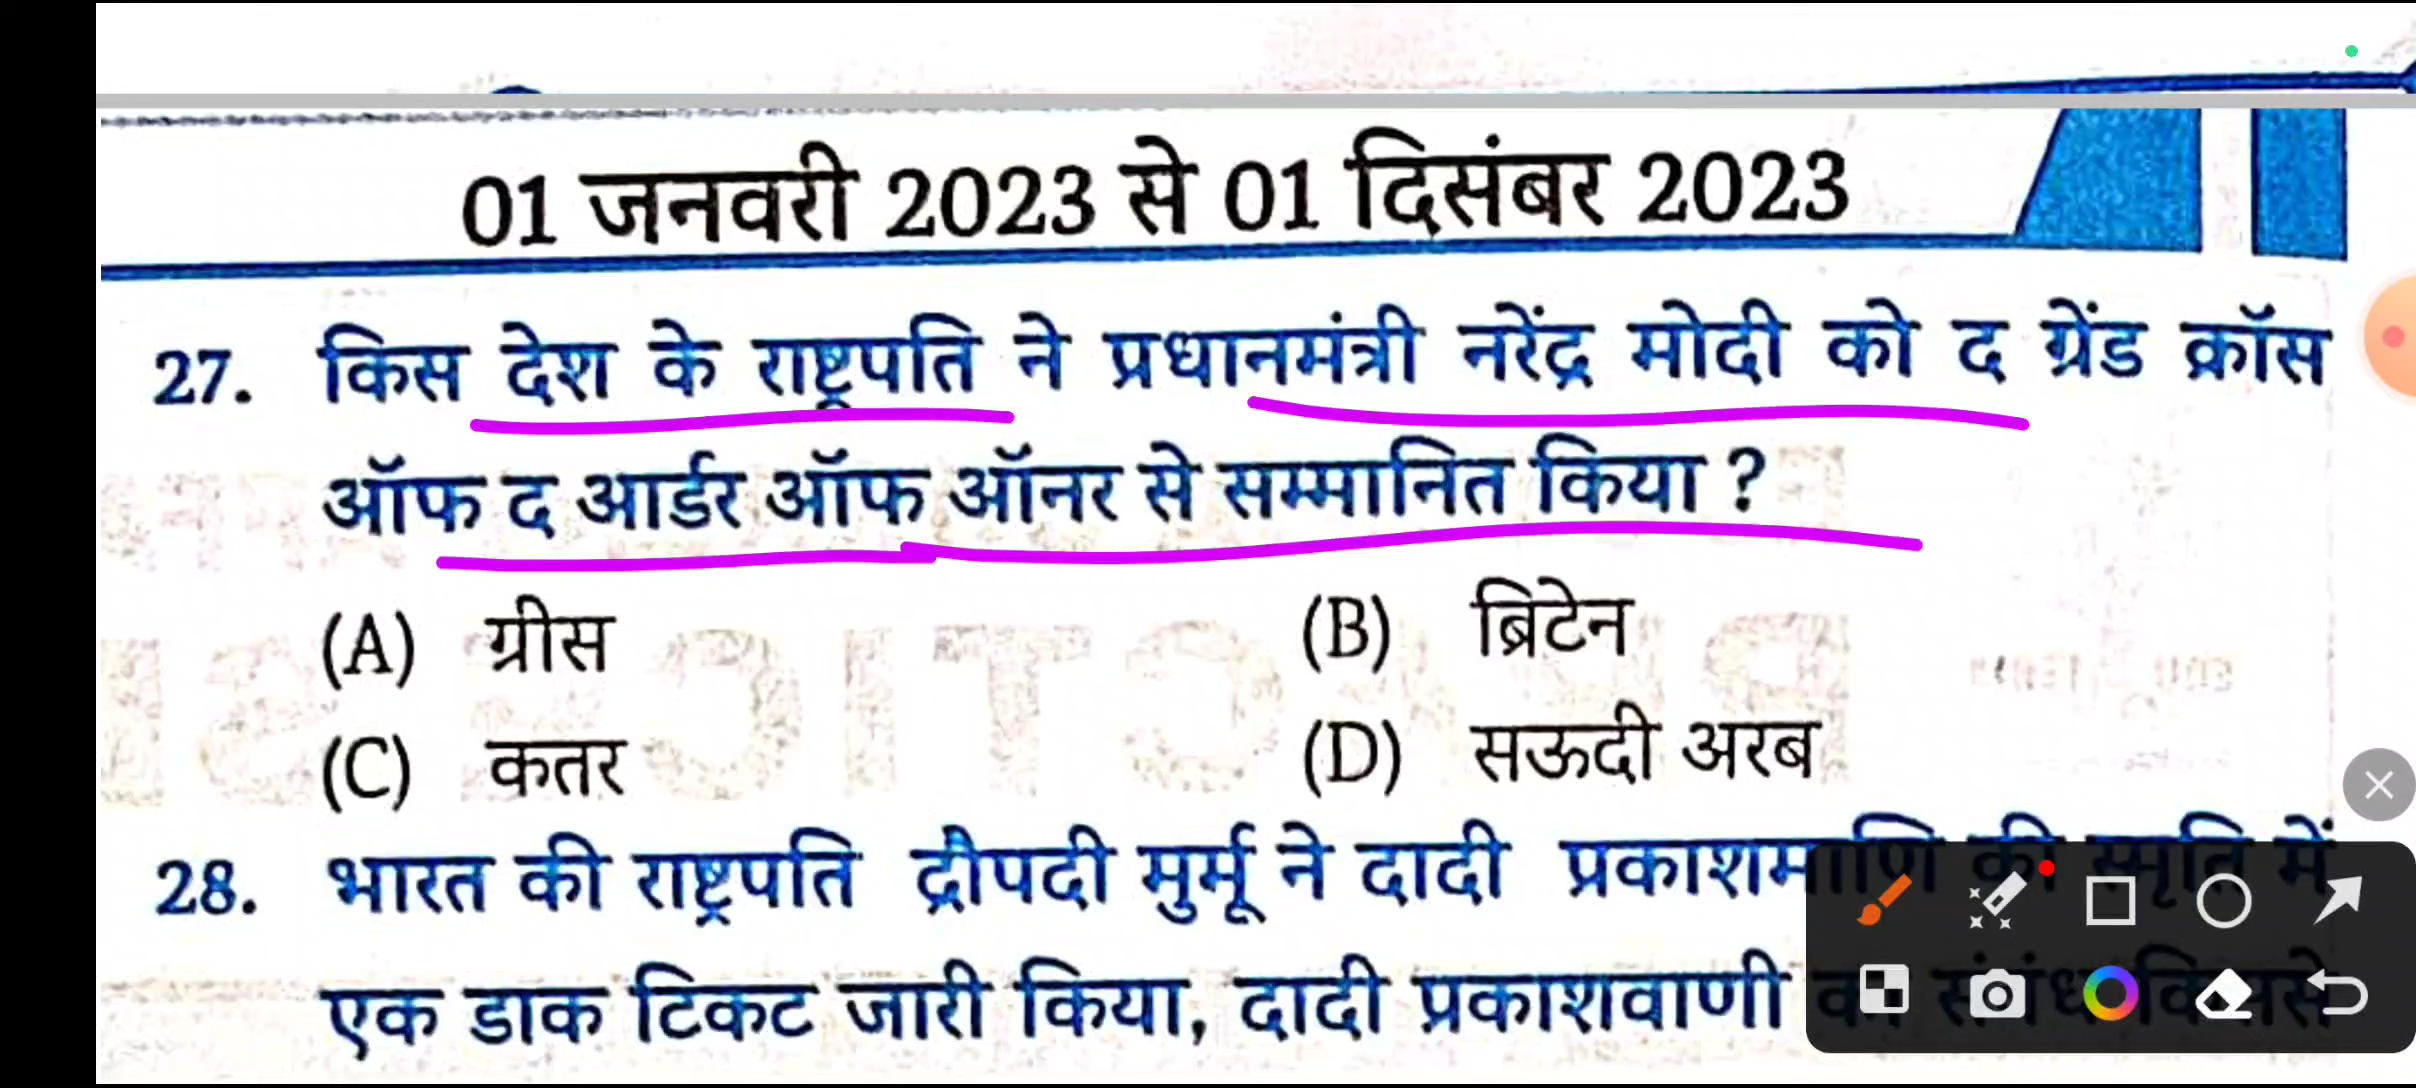 01 जनवरी 2023 से 01 दिसंबर 2023
27. किस देश के राष्ट्रपति ने प्रधानमंत्री नरेंद्र मोदी को द ग्रेंड क्रॉस
ऑफ द आर्डर ऑफ ऑनर से सम्मानित किया ?
(A) ग्रीस (B) ब्रिटेन
(C) कतर (D) सऊदी अरब
28. भारत की राष्ट्रपति द्रौपदी मुर्मू ने दादी प्रकाशमाणि की स्मृति में
एक डाक टिकट जारी किया, दादी प्रकाशवाणी का संबंध किससे